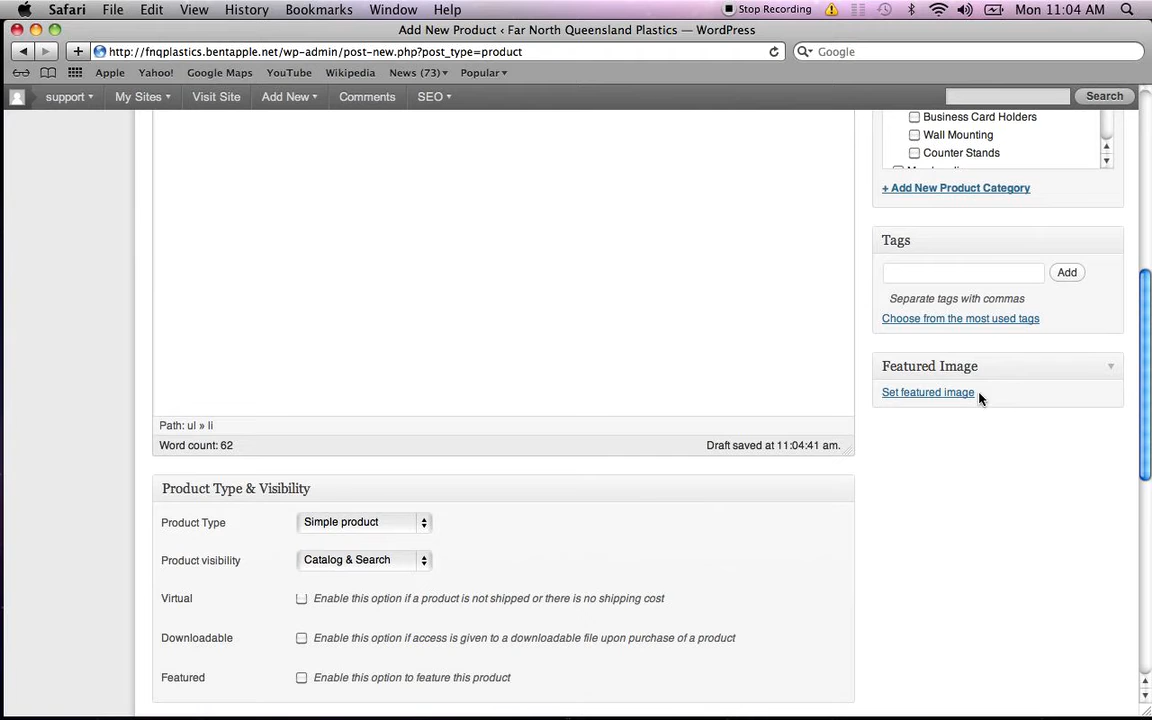 Safari File Edit View History Bookmarks Window Help Stop Recording Mon 11:04 AM
Add New Product ‹ Far North Queensland Plastics — WordPress
http://fnqplastics.bentapple.net/wp-admin/post-new.php?post_type=product Google
Apple Yahoo! Google Maps YouTube Wikipedia News (73) Popular
support My Sites Visit Site Add New Comments SEO Search
Business Card Holders
Wall Mounting
Counter Stands
+ Add New Product Category
Tags
Add
Separate tags with commas
Choose from the most used tags
Featured Image
Set featured image
Path: ul » li
Word count: 62 Draft saved at 11:04:41 am.
Product Type & Visibility
Product Type Simple product
Product visibility Catalog & Search
Virtual Enable this option if a product is not shipped or there is no shipping cost
Downloadable Enable this option if access is given to a downloadable file upon purchase of a product
Featured Enable this option to feature this product